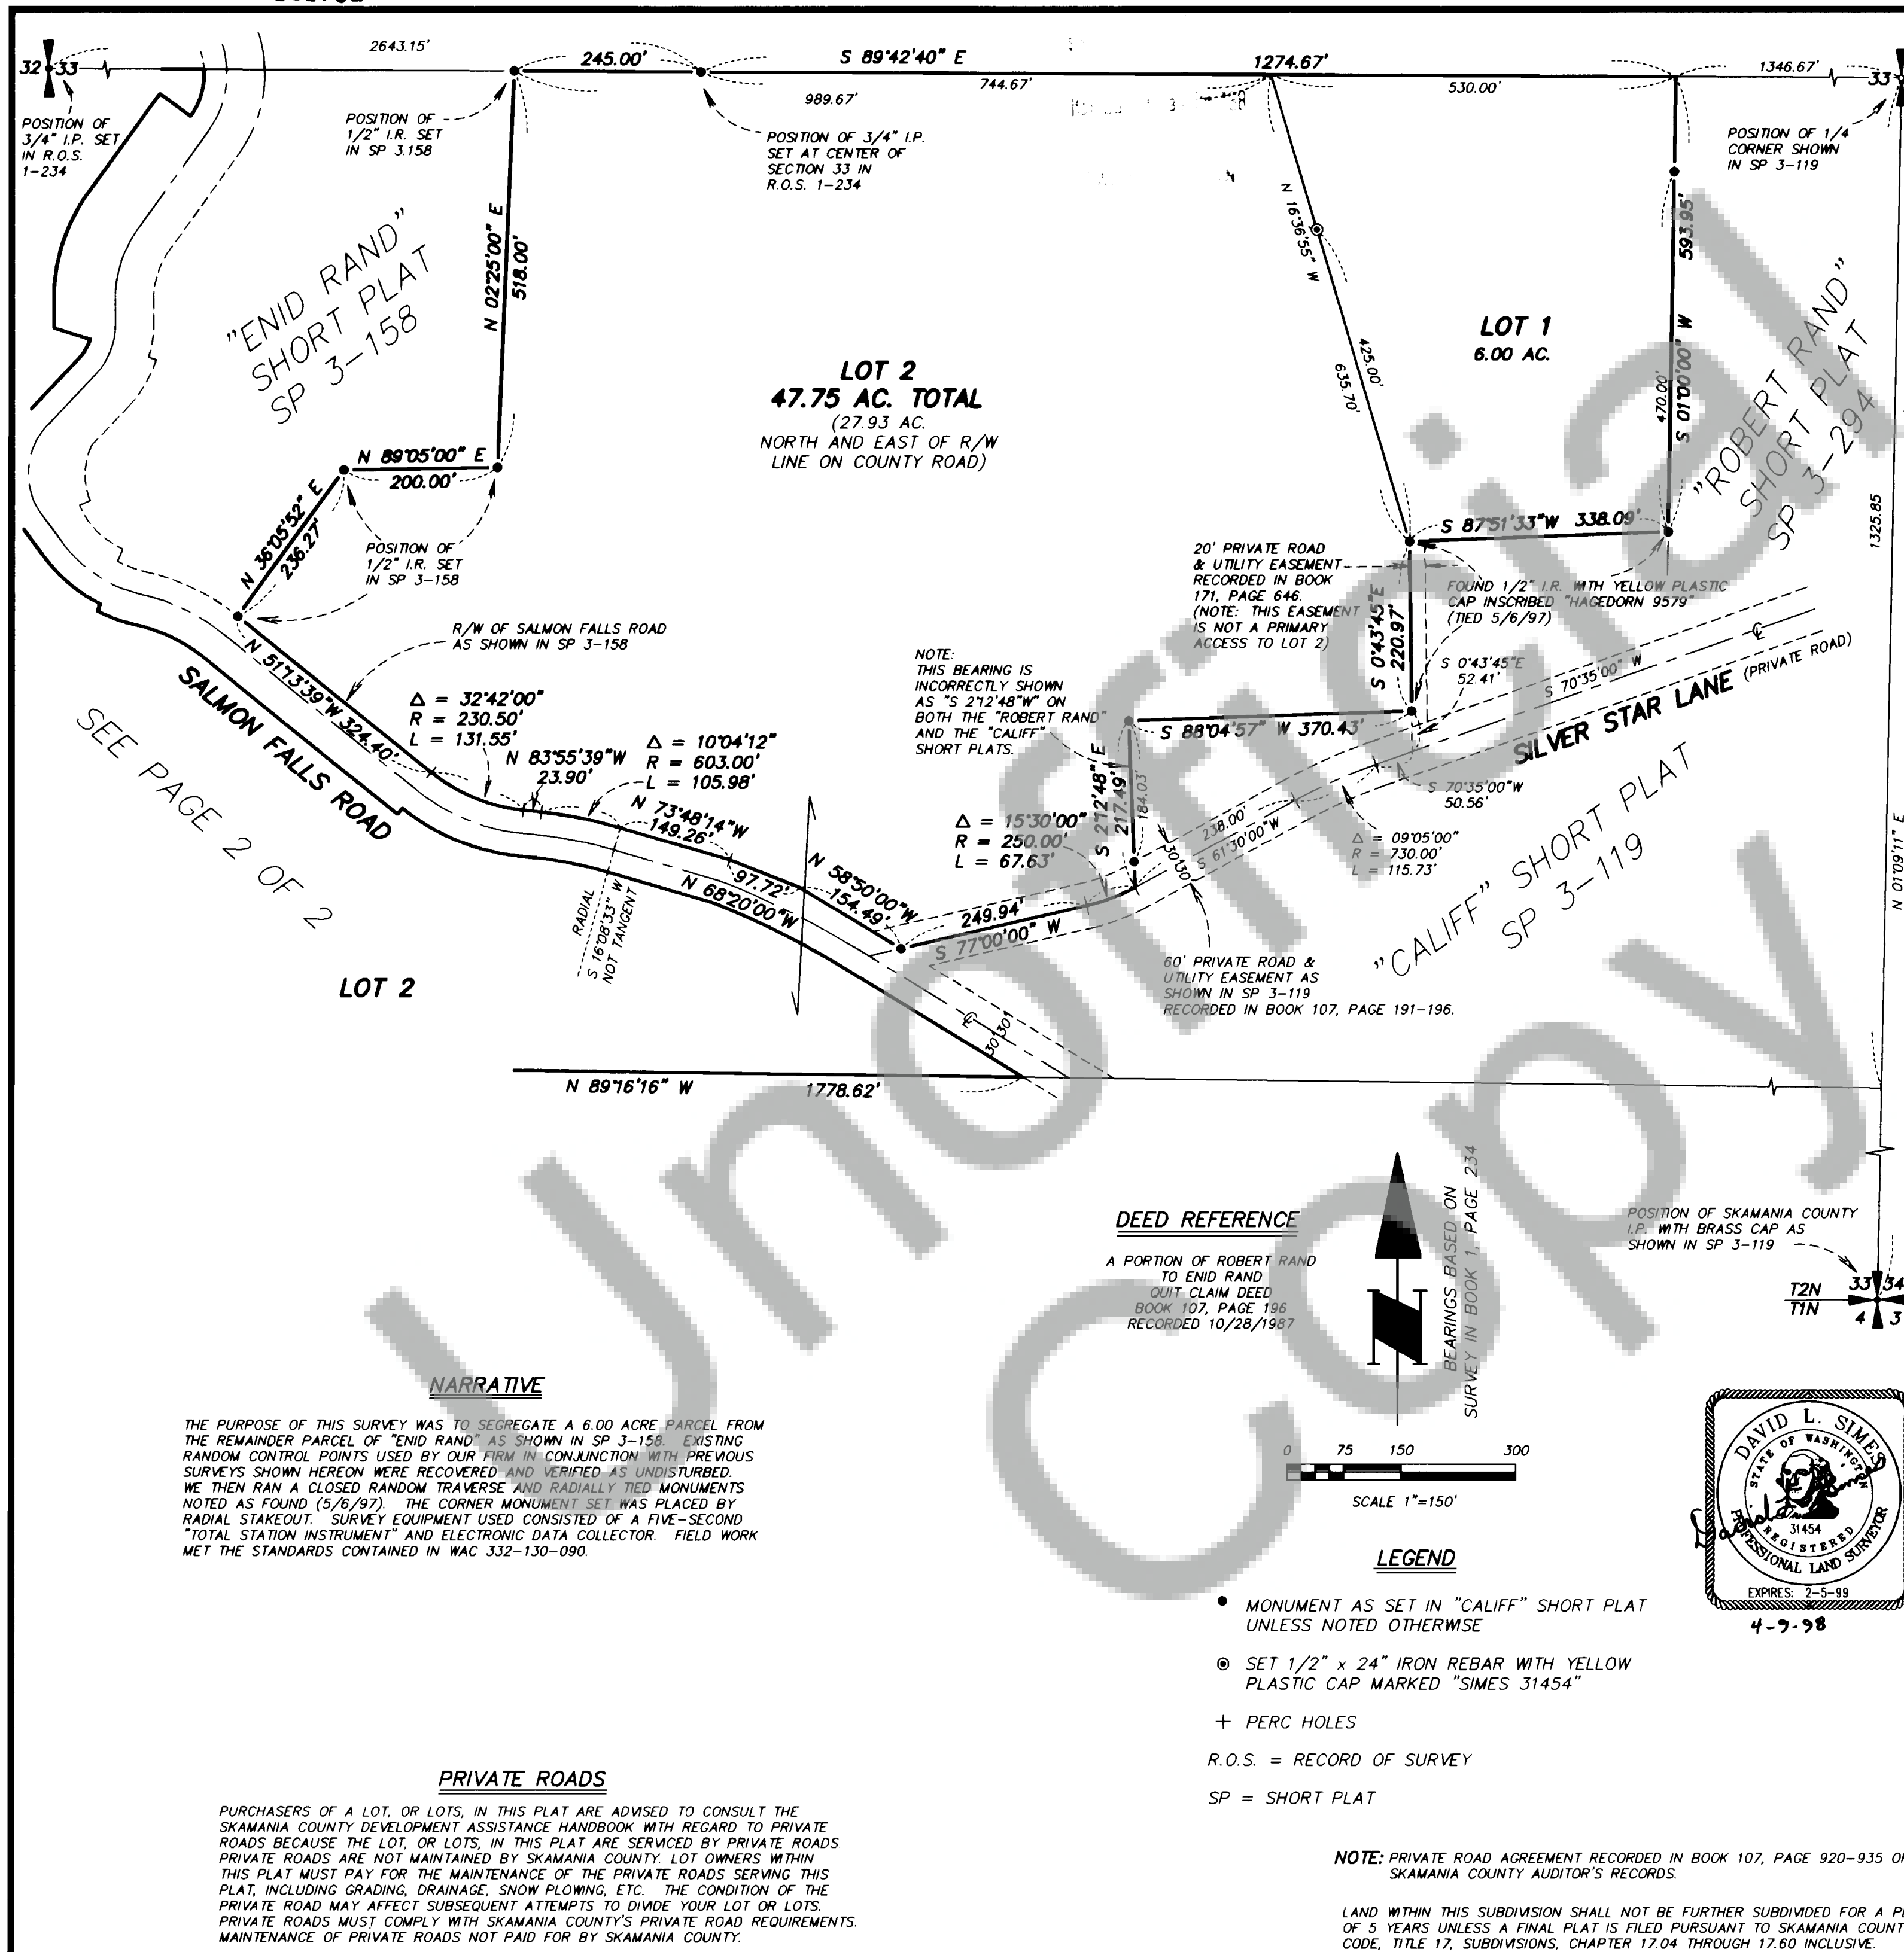 2643.15'
245.00'
S 89°42'40" E
1274.67'
1346.67'
32 33
33
989.67'
744.67'
530.00'
POSITION OF
3/4" I.P. SET
IN R.O.S.
1-234
POSITION OF
1/2" I.R. SET
IN SP 3.158
POSITION OF 3/4" I.P.
SET AT CENTER OF
SECTION 33 IN
R.O.S. 1-234
POSITION OF 1/4
CORNER SHOWN
IN SP 3-119
"ENID RAND"
SHORT PLAT
SP 3-158
N 02°25'00" E
518.00'
N 16°36'55" W
425.00'
635.70'
593.95'
S 01°00'00" W
470.00'
LOT 1
6.00 AC.
LOT 2
47.75 AC. TOTAL
(27.93 AC.
NORTH AND EAST OF R/W
LINE ON COUNTY ROAD)
"ROBERT RAND"
SHORT PLAT
SP 3-294
1325.85
N 01°09'11" E
N 89°05'00" E
200.00'
N 36°05'52" E
236.27'
POSITION OF
1/2" I.R. SET
IN SP 3-158
S 87°51'33"W 338.09'
20' PRIVATE ROAD
& UTILITY EASEMENT
RECORDED IN BOOK
171, PAGE 646.
(NOTE: THIS EASEMENT
IS NOT A PRIMARY
ACCESS TO LOT 2)
FOUND 1/2" I.R. WITH YELLOW PLASTIC
CAP INSCRIBED "HAGEDORN 9579"
(TIED 5/6/97)
S 0°43'45"E
220.97'
S 0°43'45"E
52.41'
R/W OF SALMON FALLS ROAD
AS SHOWN IN SP 3-158
N 51°13'39"W 324.40'
SALMON FALLS ROAD
SEE PAGE 2 OF 2
Δ = 32°42'00"
R = 230.50'
L = 131.55'
N 83°55'39"W
23.90'
Δ = 10°04'12"
R = 603.00'
L = 105.98'
N 73°48'14"W
149.26'
NOTE:
THIS BEARING IS
INCORRECTLY SHOWN
AS "S 2°12'48"W" ON
BOTH THE "ROBERT RAND"
AND THE "CALIFF"
SHORT PLATS.
S 88°04'57" W 370.43'
S 2°12'48" E
217.49'
184.03'
S 70°35'00" W
SILVER STAR LANE (PRIVATE ROAD)
S 70°35'00"W
50.56'
Δ = 15°30'00"
R = 250.00'
L = 67.63'
238.00'
S 61°30'00"W
30' 30'
Δ = 09°05'00"
R = 730.00'
L = 115.73'
"CALIFF" SHORT PLAT
SP 3-119
97.72'
N 68°20'00"W
N 58°50'00"W
154.49'
249.94'
S 77°00'00" W
RADIAL
S 16°08'33" W
NOT TANGENT
60' PRIVATE ROAD &
UTILITY EASEMENT AS
SHOWN IN SP 3-119
RECORDED IN BOOK 107, PAGE 191-196.
LOT 2
30' 30'
N 89°16'16" W
1778.62'
DEED REFERENCE
A PORTION OF ROBERT RAND
TO ENID RAND
QUIT CLAIM DEED
BOOK 107, PAGE 196
RECORDED 10/28/1987
N
BEARINGS BASED ON
SURVEY IN BOOK 1, PAGE 234
POSITION OF SKAMANIA COUNTY
I.P. WITH BRASS CAP AS
SHOWN IN SP 3-119
T2N 33 34
T1N 4 3
NARRATIVE
THE PURPOSE OF THIS SURVEY WAS TO SEGREGATE A 6.00 ACRE PARCEL FROM
THE REMAINDER PARCEL OF "ENID RAND" AS SHOWN IN SP 3-158. EXISTING
RANDOM CONTROL POINTS USED BY OUR FIRM IN CONJUNCTION WITH PREVIOUS
SURVEYS SHOWN HEREON WERE RECOVERED AND VERIFIED AS UNDISTURBED.
WE THEN RAN A CLOSED RANDOM TRAVERSE AND RADIALLY TIED MONUMENTS
NOTED AS FOUND (5/6/97). THE CORNER MONUMENT SET WAS PLACED BY
RADIAL STAKEOUT. SURVEY EQUIPMENT USED CONSISTED OF A FIVE-SECOND
"TOTAL STATION INSTRUMENT" AND ELECTRONIC DATA COLLECTOR. FIELD WORK
MET THE STANDARDS CONTAINED IN WAC 332-130-090.
0 75 150 300
SCALE 1"=150'
DAVID L. SIMES
STATE OF WASHINGTON
31454
REGISTERED
PROFESSIONAL LAND SURVEYOR
EXPIRES: 2-5-99
4-9-98
LEGEND
MONUMENT AS SET IN "CALIFF" SHORT PLAT
UNLESS NOTED OTHERWISE
SET 1/2" x 24" IRON REBAR WITH YELLOW
PLASTIC CAP MARKED "SIMES 31454"
+ PERC HOLES
R.O.S. = RECORD OF SURVEY
SP = SHORT PLAT
PRIVATE ROADS
PURCHASERS OF A LOT, OR LOTS, IN THIS PLAT ARE ADVISED TO CONSULT THE
SKAMANIA COUNTY DEVELOPMENT ASSISTANCE HANDBOOK WITH REGARD TO PRIVATE
ROADS BECAUSE THE LOT, OR LOTS, IN THIS PLAT ARE SERVICED BY PRIVATE ROADS.
PRIVATE ROADS ARE NOT MAINTAINED BY SKAMANIA COUNTY. LOT OWNERS WITHIN
THIS PLAT MUST PAY FOR THE MAINTENANCE OF THE PRIVATE ROADS SERVING THIS
PLAT, INCLUDING GRADING, DRAINAGE, SNOW PLOWING, ETC. THE CONDITION OF THE
PRIVATE ROAD MAY AFFECT SUBSEQUENT ATTEMPTS TO DIVIDE YOUR LOT OR LOTS.
PRIVATE ROADS MUST COMPLY WITH SKAMANIA COUNTY'S PRIVATE ROAD REQUIREMENTS.
MAINTENANCE OF PRIVATE ROADS NOT PAID FOR BY SKAMANIA COUNTY.
NOTE: PRIVATE ROAD AGREEMENT RECORDED IN BOOK 107, PAGE 920-935 OF
SKAMANIA COUNTY AUDITOR'S RECORDS.
LAND WITHIN THIS SUBDIVISION SHALL NOT BE FURTHER SUBDIVIDED FOR A
OF 5 YEARS UNLESS A FINAL PLAT IS FILED PURSUANT TO SKAMANIA
CODE, TITLE 17, SUBDIVISIONS, CHAPTER 17.04 THROUGH 17.60 INCLUSIVE.
Unofficial
Copy